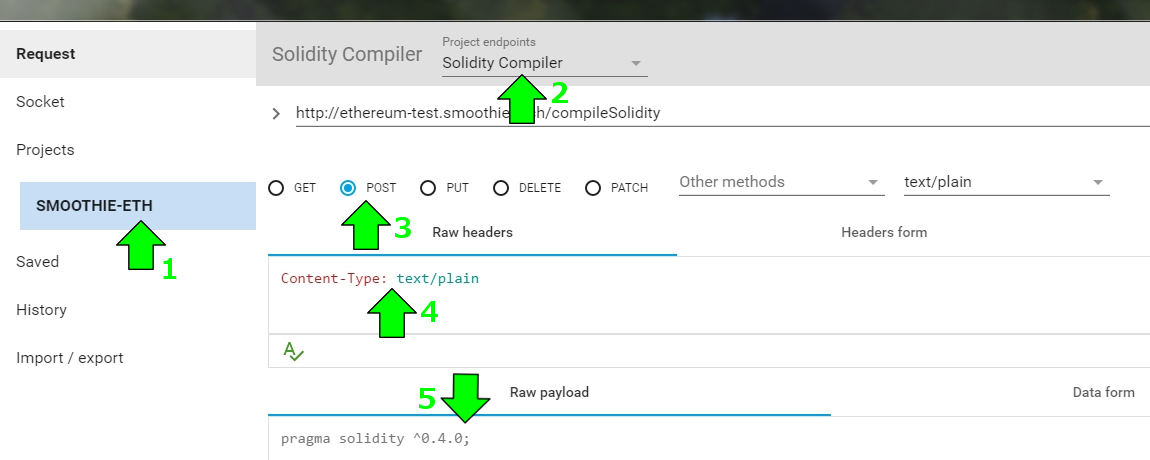 Request
Socket
Projects
SMOOTHIE-ETH
1
Saved
History
Import / export
Solidity Compiler
Project endpoints
Solidity Compiler
2
http://ethereum-test.smoothie h/compileSolidity
GET POST PUT DELETE PATCH Other methods text/plain
3
Raw headers Headers form
Content-Type: text/plain
4
A
5
Raw payload Data form
pragma solidity ^0.4.0;